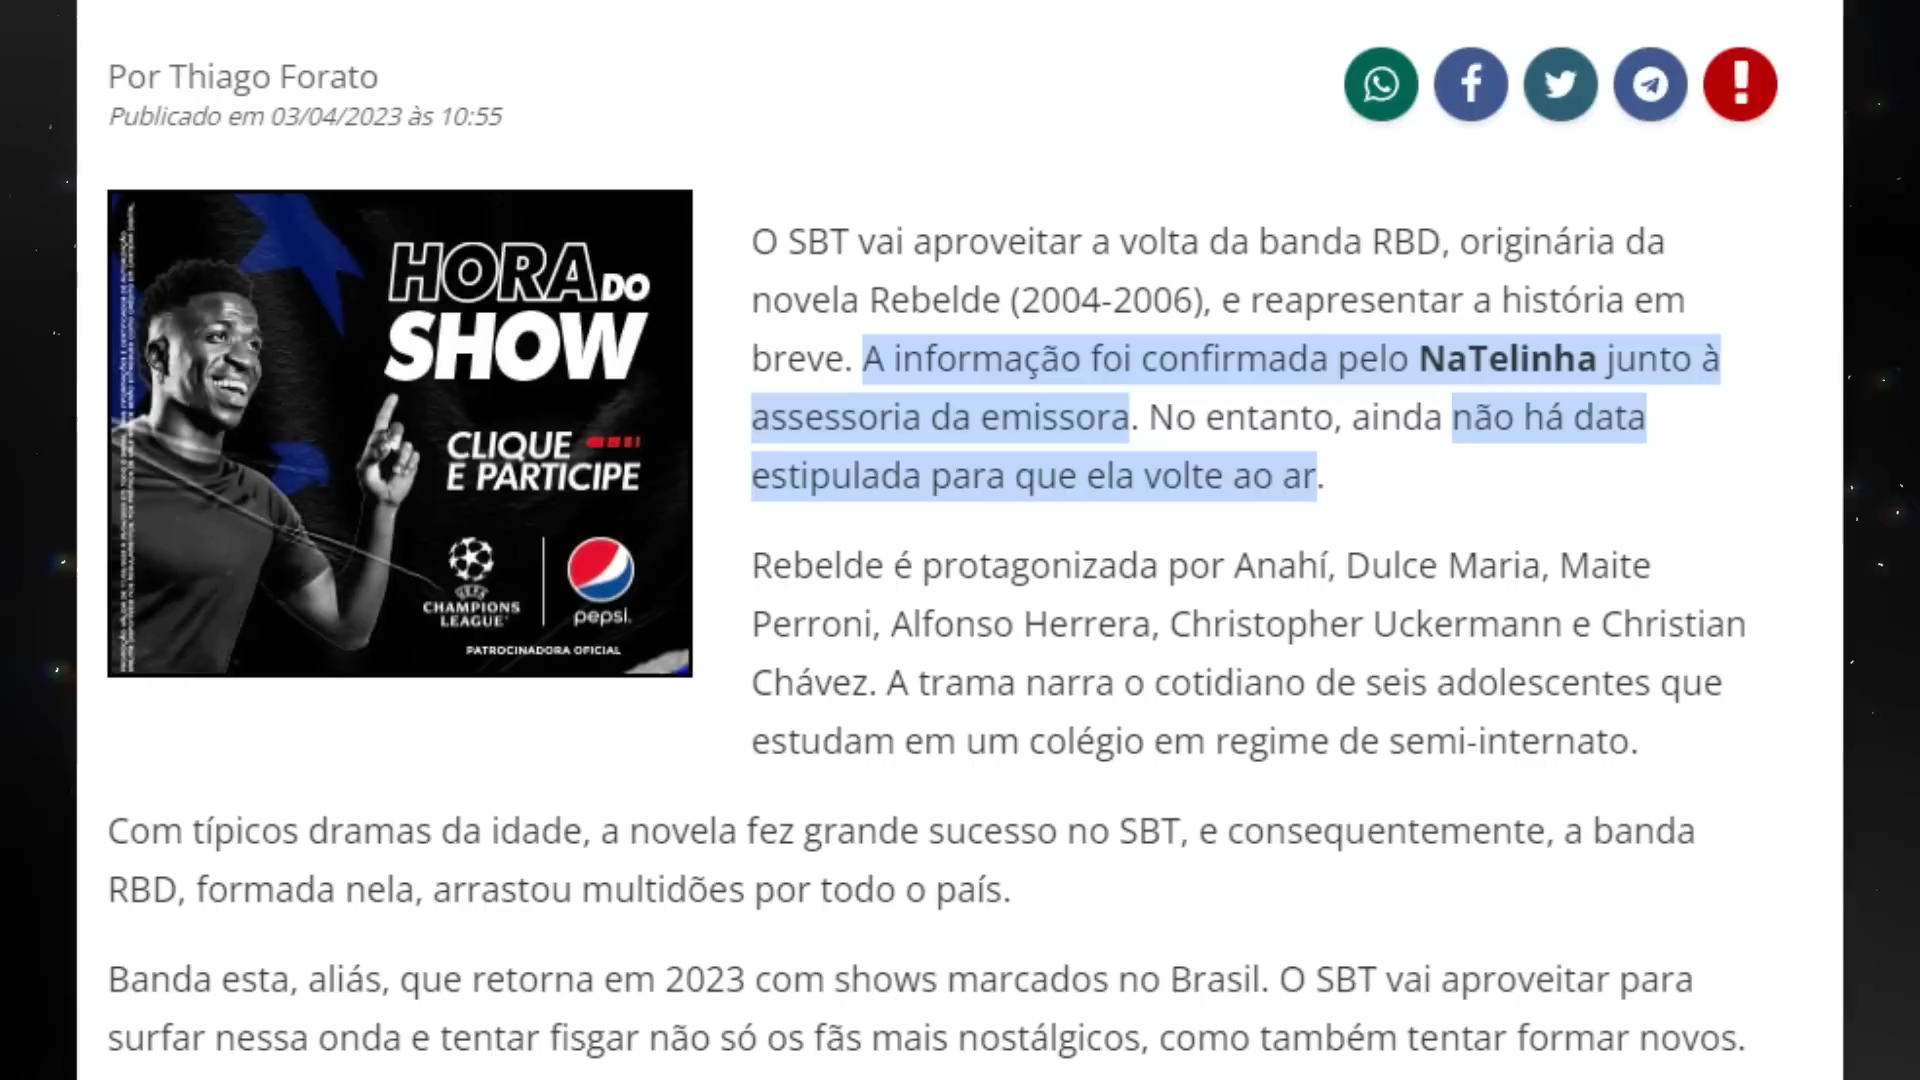 Por Thiago Forato
Publicado em 03/04/2023 às 10:55
HORA DO
SHOW
CLIQUE
E PARTICIPE
UEFA
CHAMPIONS
LEAGUE
pepsi.
PATROCINADORA OFICIAL
O SBT vai aproveitar a volta da banda RBD, originária da
novela Rebelde (2004-2006), e reapresentar a história em
breve. A informação foi confirmada pelo NaTelinha junto à
assessoria da emissora. No entanto, ainda não há data
estipulada para que ela volte ao ar.
Rebelde é protagonizada por Anahí, Dulce Maria, Maite
Perroni, Alfonso Herrera, Christopher Uckermann e Christian
Chávez. A trama narra o cotidiano de seis adolescentes que
estudam em um colégio em regime de semi-internato.
Com típicos dramas da idade, a novela fez grande sucesso no SBT, e consequentemente, a banda
RBD, formada nela, arrastou multidões por todo o país.
Banda esta, aliás, que retorna em 2023 com shows marcados no Brasil. O SBT vai aproveitar para
surfar nessa onda e tentar fisgar não só os fãs mais nostálgicos, como também tentar formar novos.